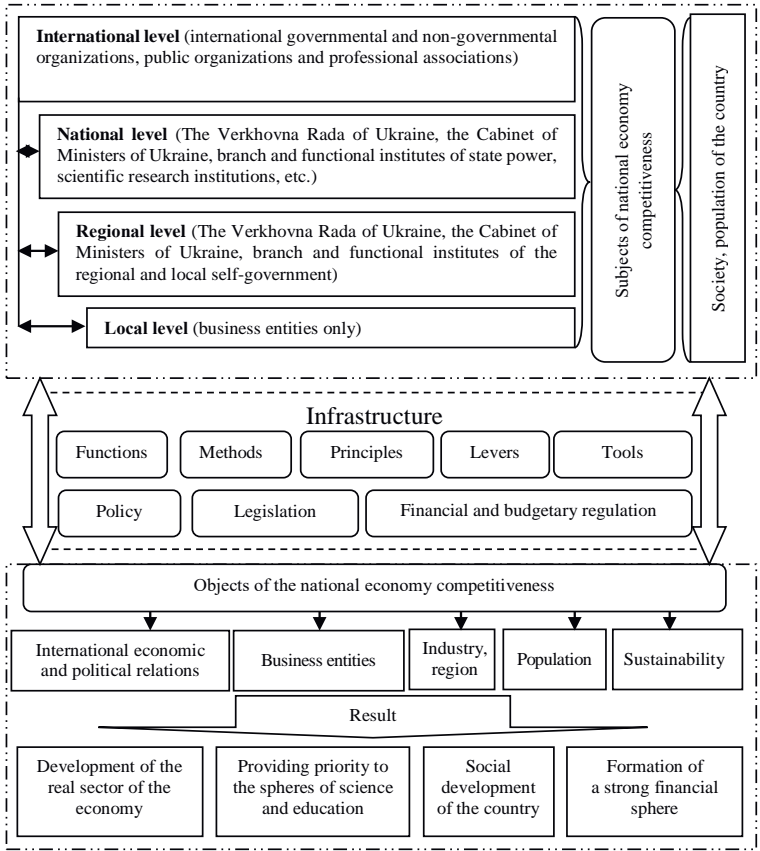 International level (international governmental and non-governmental
organizations, public organizations and professional associations)
National level (The Verkhovna Rada of Ukraine, the Cabinet of
Ministers of Ukraine, branch and functional institutes of state power,
scientific research institutions, etc.)
Regional level (The Verkhovna Rada of Ukraine, the Cabinet of
Ministers of Ukraine, branch and functional institutes of the
regional and local self-government)
Local level (business entities only)
Subjects of national economy
competitiveness
Society, population of the country
Infrastructure
Functions
Methods
Principles
Levers
Tools
Policy
Legislation
Financial and budgetary regulation
Objects of the national economy competitiveness
International economic
and political relations
Business entities
Industry,
region
Population
Sustainability
Result
Development of the
real sector of the
economy
Providing priority to
the spheres of science
and education
Social
development
of the country
Formation of
a strong financial
sphere